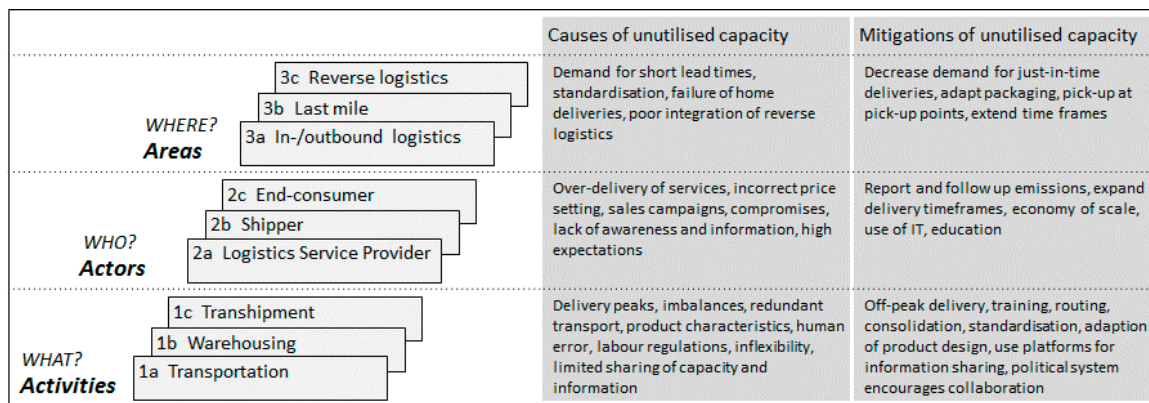 Causes of unutilised capacity
Mitigations of unutilised capacity
WHERE?
Areas
3c Reverse logistics
3b Last mile
3a In-/outbound logistics
Demand for short lead times,
standardisation, failure of home
deliveries, poor integration of reverse
logistics
Decrease demand for just-in-time
deliveries, adapt packaging, pick-up at
pick-up points, extend time frames
WHO?
Actors
2c End-consumer
2b Shipper
2a Logistics Service Provider
Over-delivery of services, incorrect price
setting, sales campaigns, compromises,
lack of awareness and information, high
expectations
Report and follow up emissions, expand
delivery timeframes, economy of scale,
use of IT, education
WHAT?
Activities
1c Transhipment
1b Warehousing
1a Transportation
Delivery peaks, imbalances, redundant
transport, product characteristics, human
error, labour regulations, inflexibility,
limited sharing of capacity and
information
Off-peak delivery, training, routing,
consolidation, standardisation, adaption
of product design, use platforms for
information sharing, political system
encourages collaboration